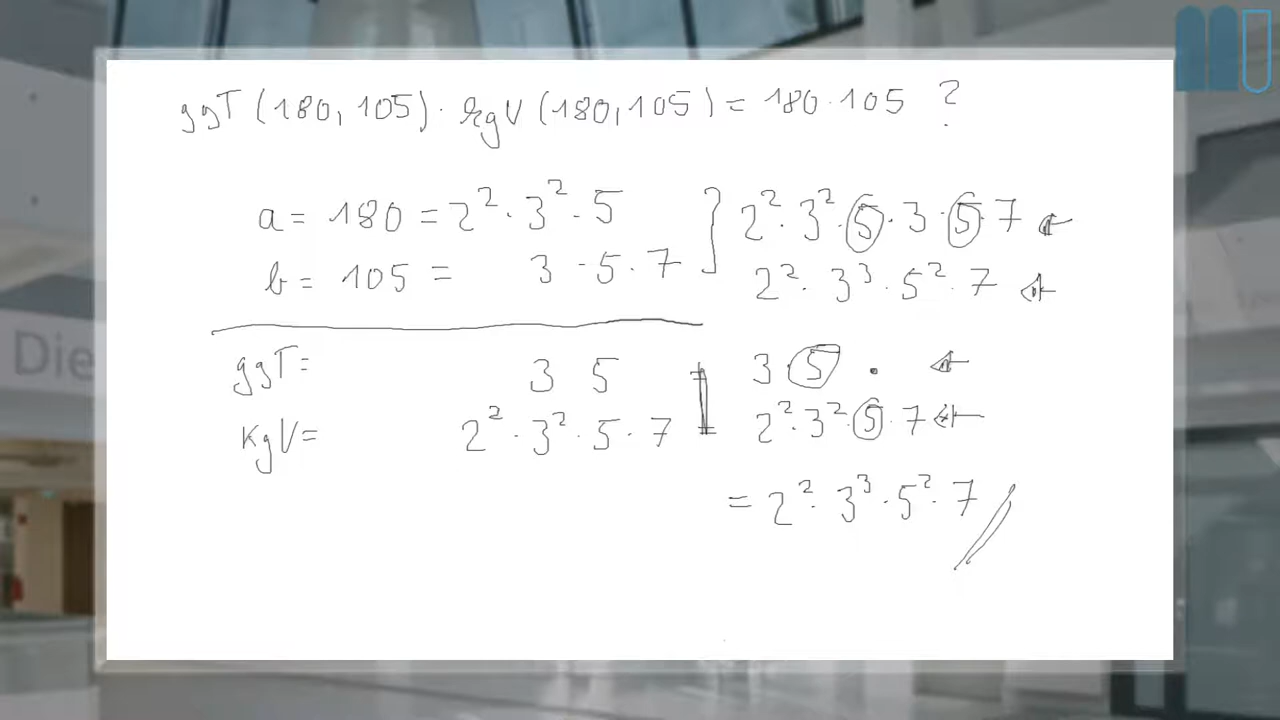 ggT (180, 105) · kgV (180, 105) = 180 · 105 ?
a = 180 = 2² · 3² · 5
2² · 3² · 5 · 3 · 5 · 7
b = 105 = 3 · 5 · 7
2² · 3³ · 5² · 7
ggT = 3 5
3 5 ·
KgV = 2² · 3² · 5 · 7
2² · 3² · 5 · 7
= 2² · 3³ · 5² · 7
Die